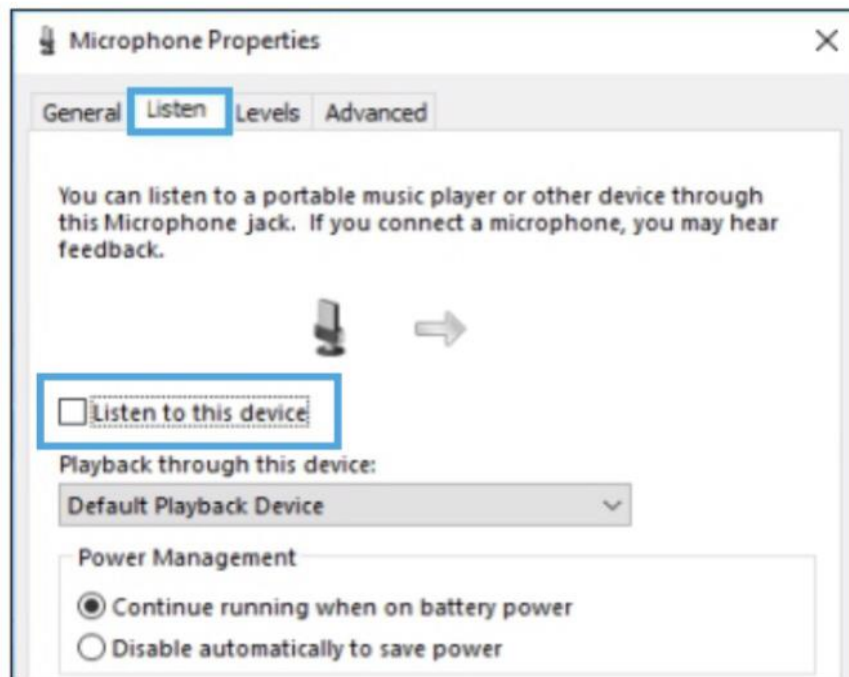 Microphone Properties
General Listen Levels Advanced
You can listen to a portable music player or other device through
this Microphone jack. If you connect a microphone, you may hear
feedback.
Listen to this device
Playback through this device:
Default Playback Device
Power Management
Continue running when on battery power
Disable automatically to save power